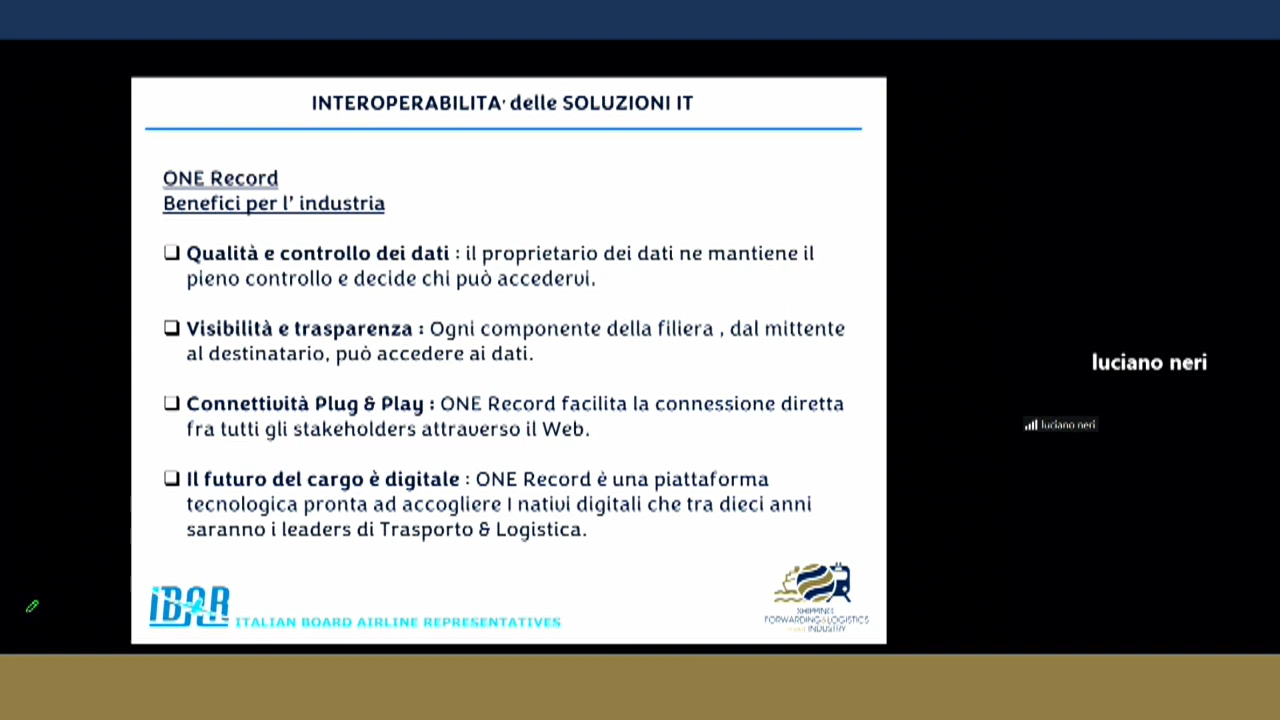 INTEROPERABILITA' delle SOLUZIONI IT
ONE Record
Benefici per l' industria
Qualità e controllo dei dati : il proprietario dei dati ne mantiene il
pieno controllo e decide chi può accedervi.
Visibilità e trasparenza : Ogni componente della filiera , dal mittente
al destinatario, può accedere ai dati.
Connettività Plug & Play : ONE Record facilita la connessione diretta
fra tutti gli stakeholders attraverso il Web.
Il futuro del cargo è digitale : ONE Record è una piattaforma
tecnologica pronta ad accogliere I nativi digitali che tra dieci anni
saranno i leaders di Trasporto & Logistica.
iBAR ITALIAN BOARD AIRLINE REPRESENTATIVES
SHIPPING
FORWARDING&LOGISTICS
INDUSTRY
luciano neri
luciano neri